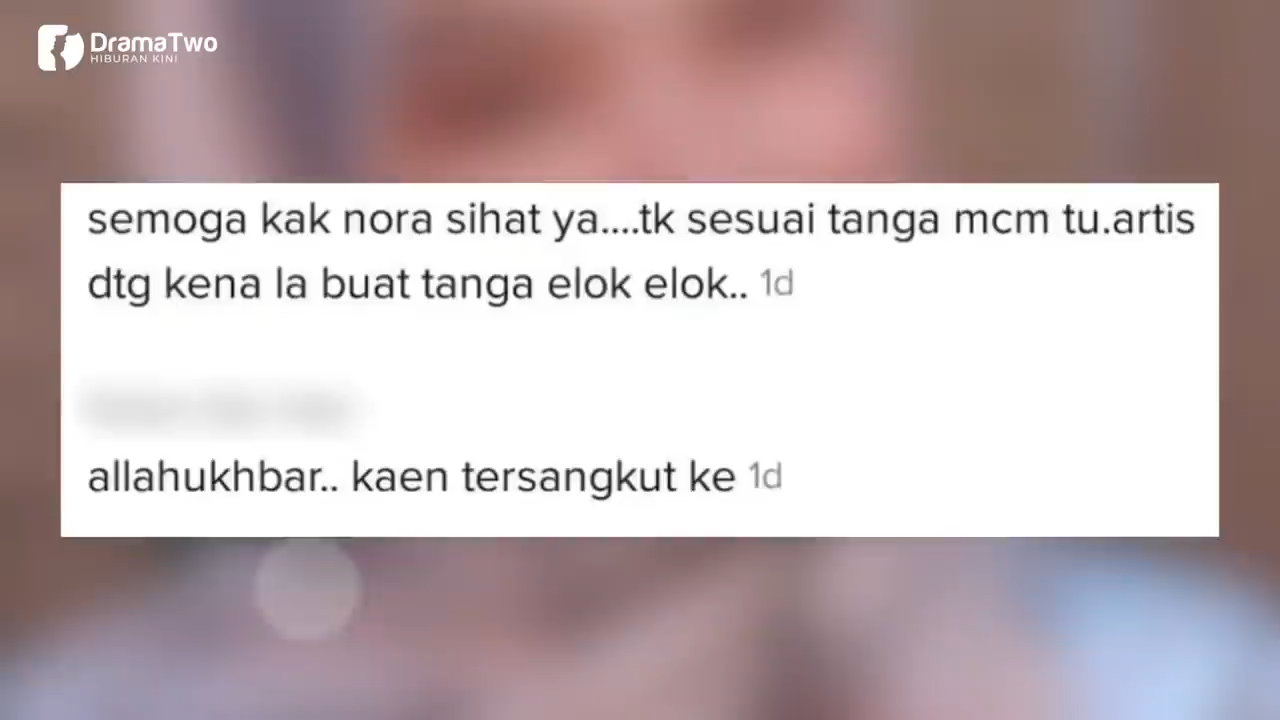 DramaTwo
HIBURAN KINI
semoga kak nora sihat ya....tk sesuai tanga mcm tu.artis
dtg kena la buat tanga elok elok.. 1d
allahukhbar.. kaen tersangkut ke 1d